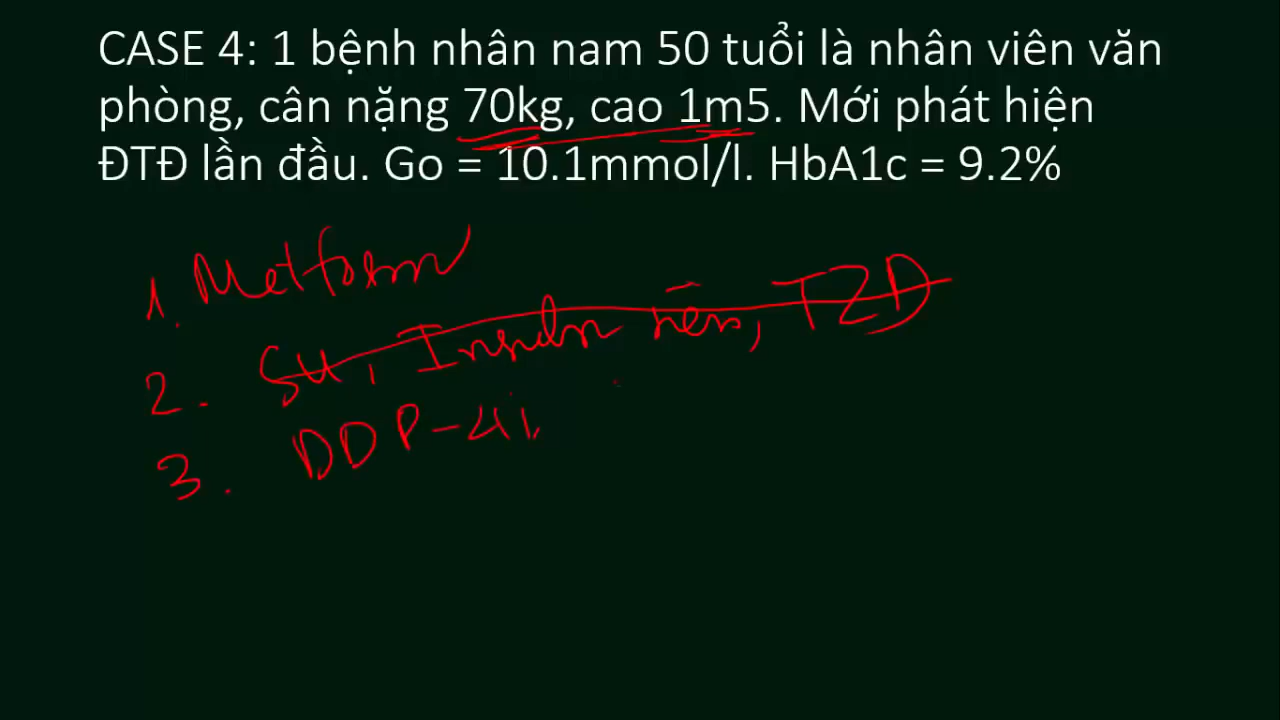 CASE 4: 1 bệnh nhân nam 50 tuổi là nhân viên văn
phòng, cân nặng 70kg, cao 1m5. Mới phát hiện
ĐTĐ lần đầu. Go = 10.1mmol/l. HbA1c = 9.2%
1. Metform
2. SU, Insulin nền, TZD
3. DDP-4i